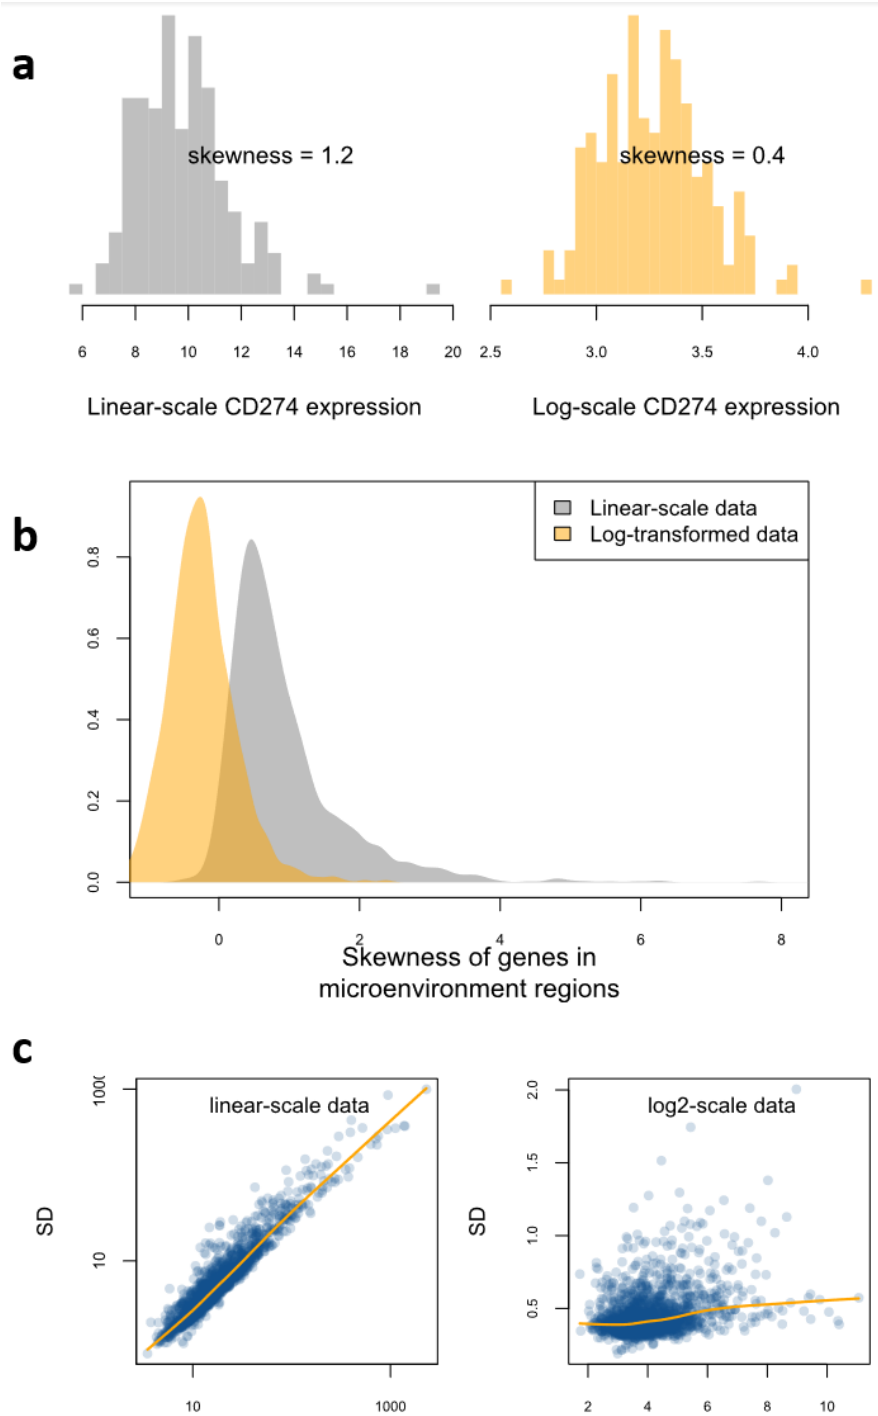 a
skewness = 1.2
skewness = 0.4
6 8 10 12 14 16 18 20
2.5 3.0 3.5 4.0
Linear-scale CD274 expression
Log-scale CD274 expression
b
Linear-scale data
Log-transformed data
0.8
0.6
0.4
0.2
0.0
0 2 4 6 8
Skewness of genes in
microenvironment regions
c
linear-scale data
SD
10
10 1000
log2-scale data
SD
2.0
1.5
1.0
0.5
2 4 6 8 10